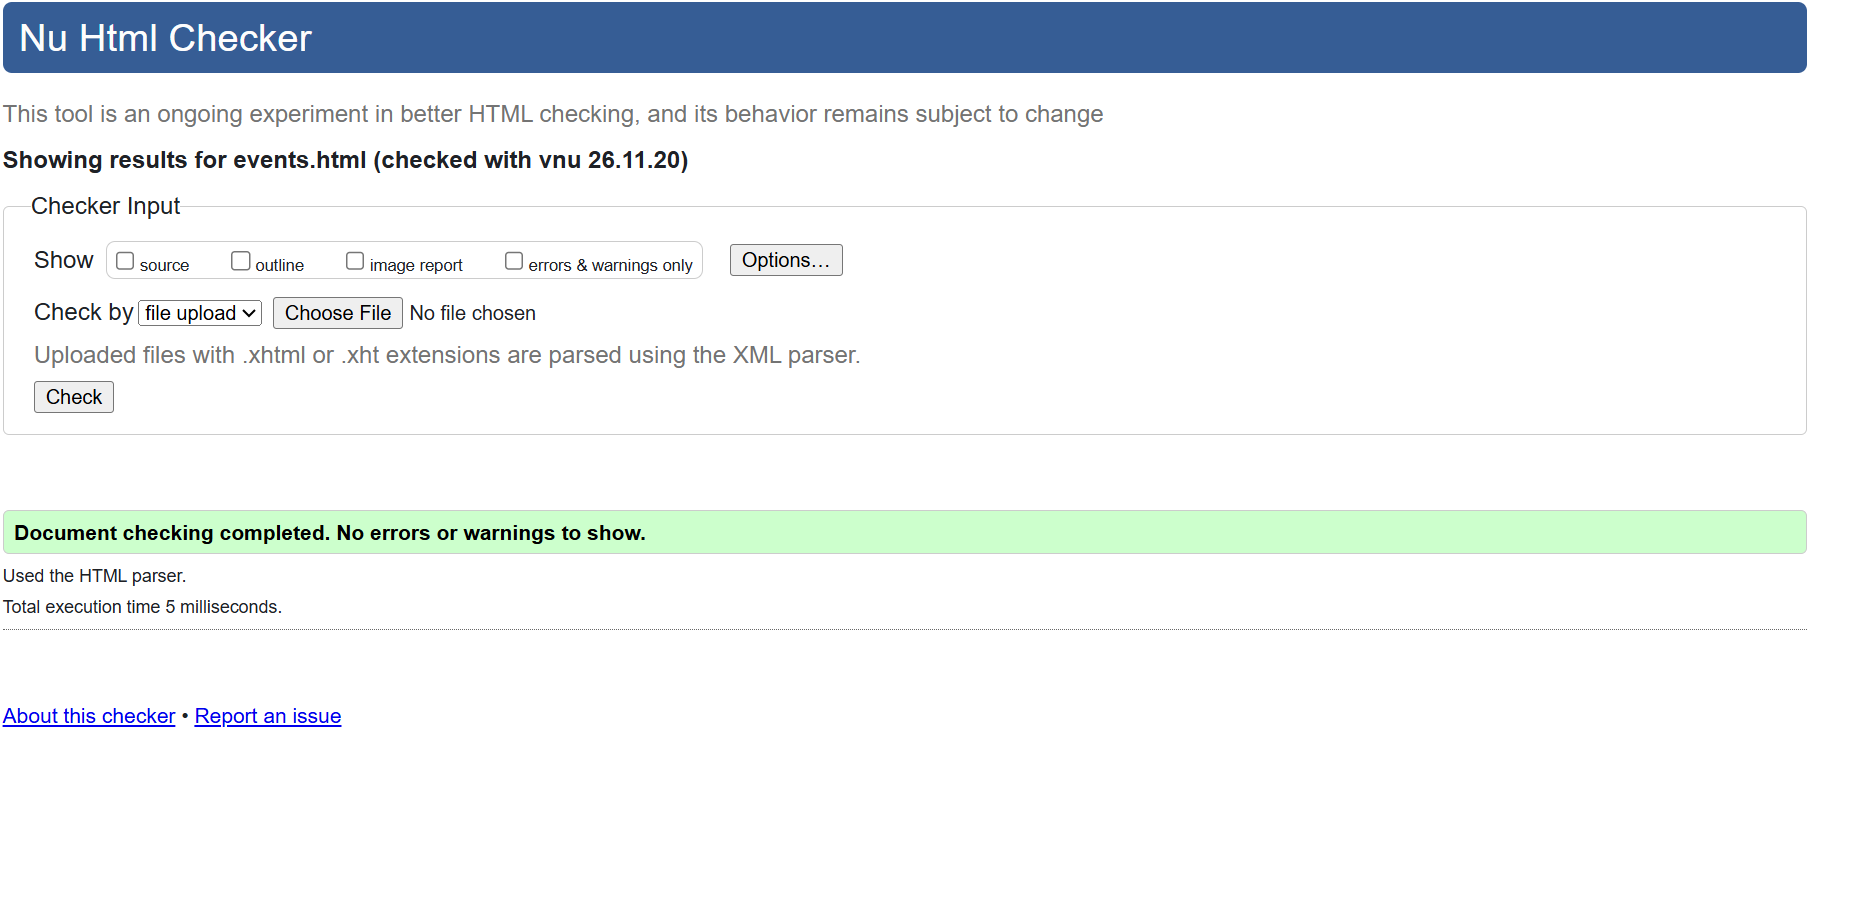 Nu Html Checker
This tool is an ongoing experiment in better HTML checking, and its behavior remains subject to change
Showing results for events.html (checked with vnu 26.11.20)
Checker Input
Show source outline image report errors & warnings only Options…
Check by file upload Choose File No file chosen
Uploaded files with .xhtml or .xht extensions are parsed using the XML parser.
Check
Document checking completed. No errors or warnings to show.
Used the HTML parser.
Total execution time 5 milliseconds.
About this checker • Report an issue